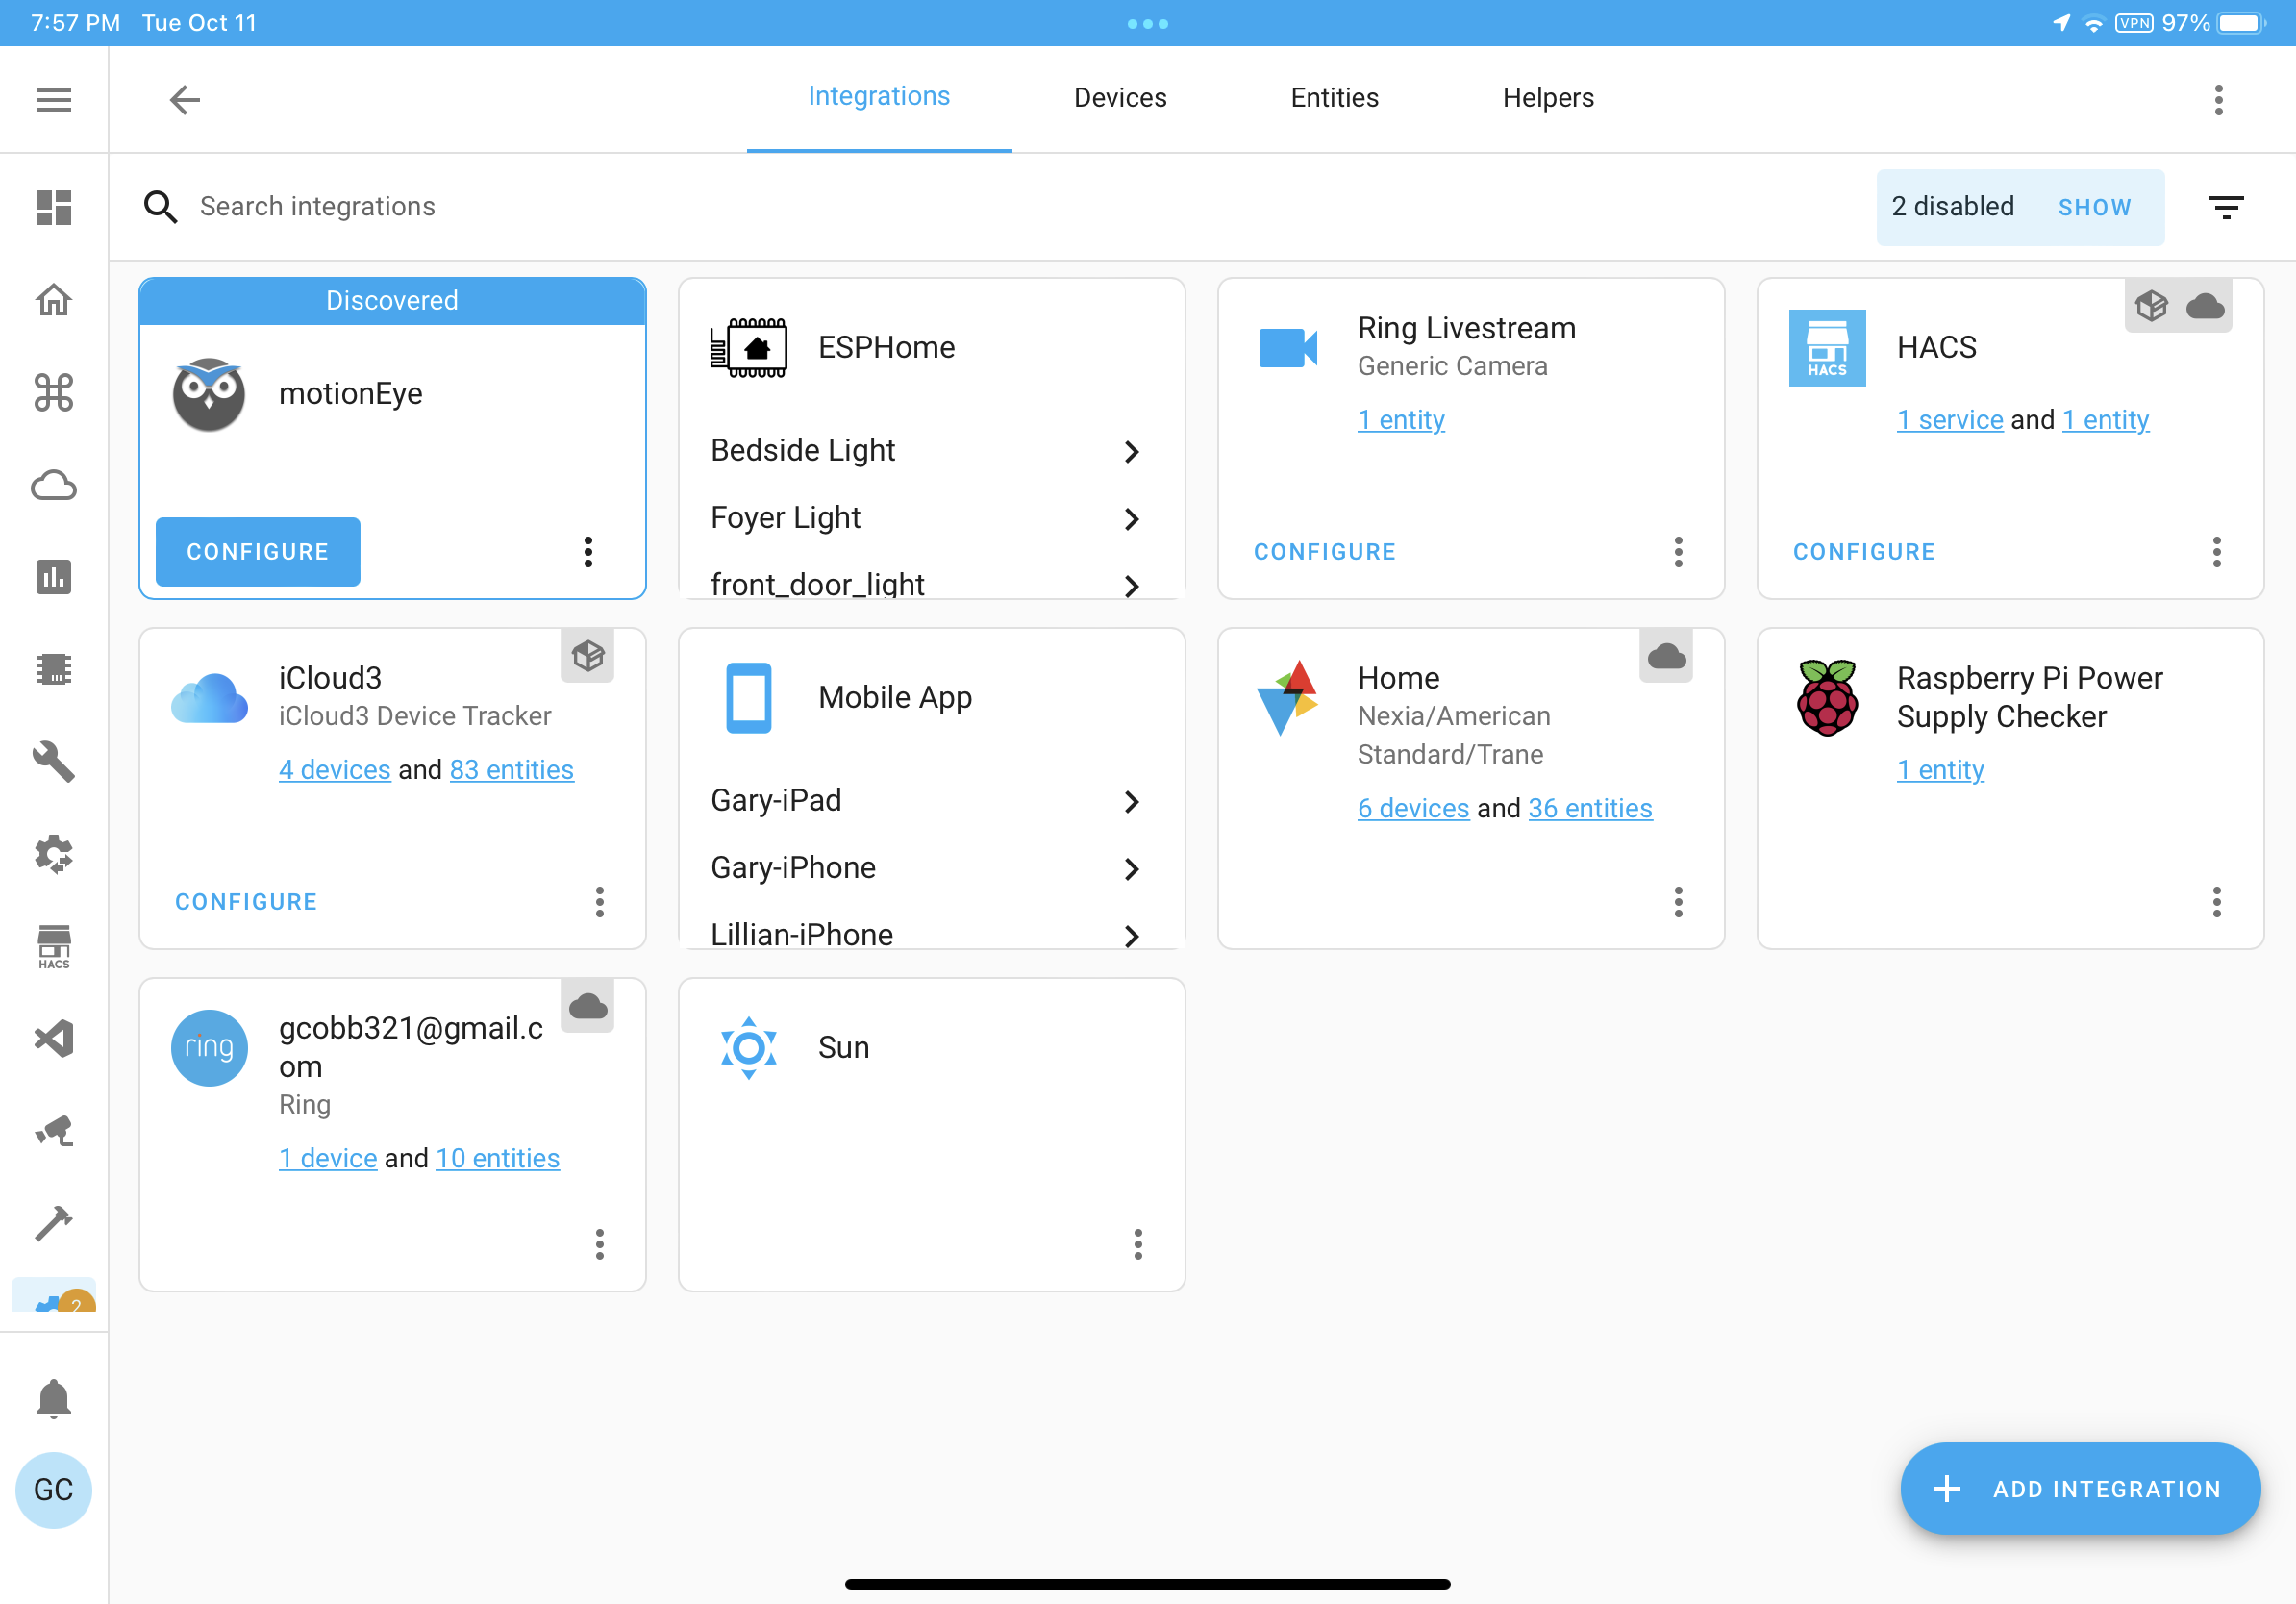 7:57 PM Tue Oct 11
VPN 97%
Integrations
Devices
Entities
Helpers
Search integrations
2 disabled SHOW
Discovered
motionEye
CONFIGURE
ESPHome
Bedside Light
Foyer Light
front_door_light
Ring Livestream
Generic Camera
1 entity
CONFIGURE
HACS
HACS
1 service and 1 entity
CONFIGURE
iCloud3
iCloud3 Device Tracker
4 devices and 83 entities
CONFIGURE
Mobile App
Gary-iPad
Gary-iPhone
Lillian-iPhone
Home
Nexia/American
Standard/Trane
6 devices and 36 entities
Raspberry Pi Power
Supply Checker
1 entity
HACS
ring
gcobb321@gmail.c
om
Ring
1 device and 10 entities
Sun
2
GC
ADD INTEGRATION